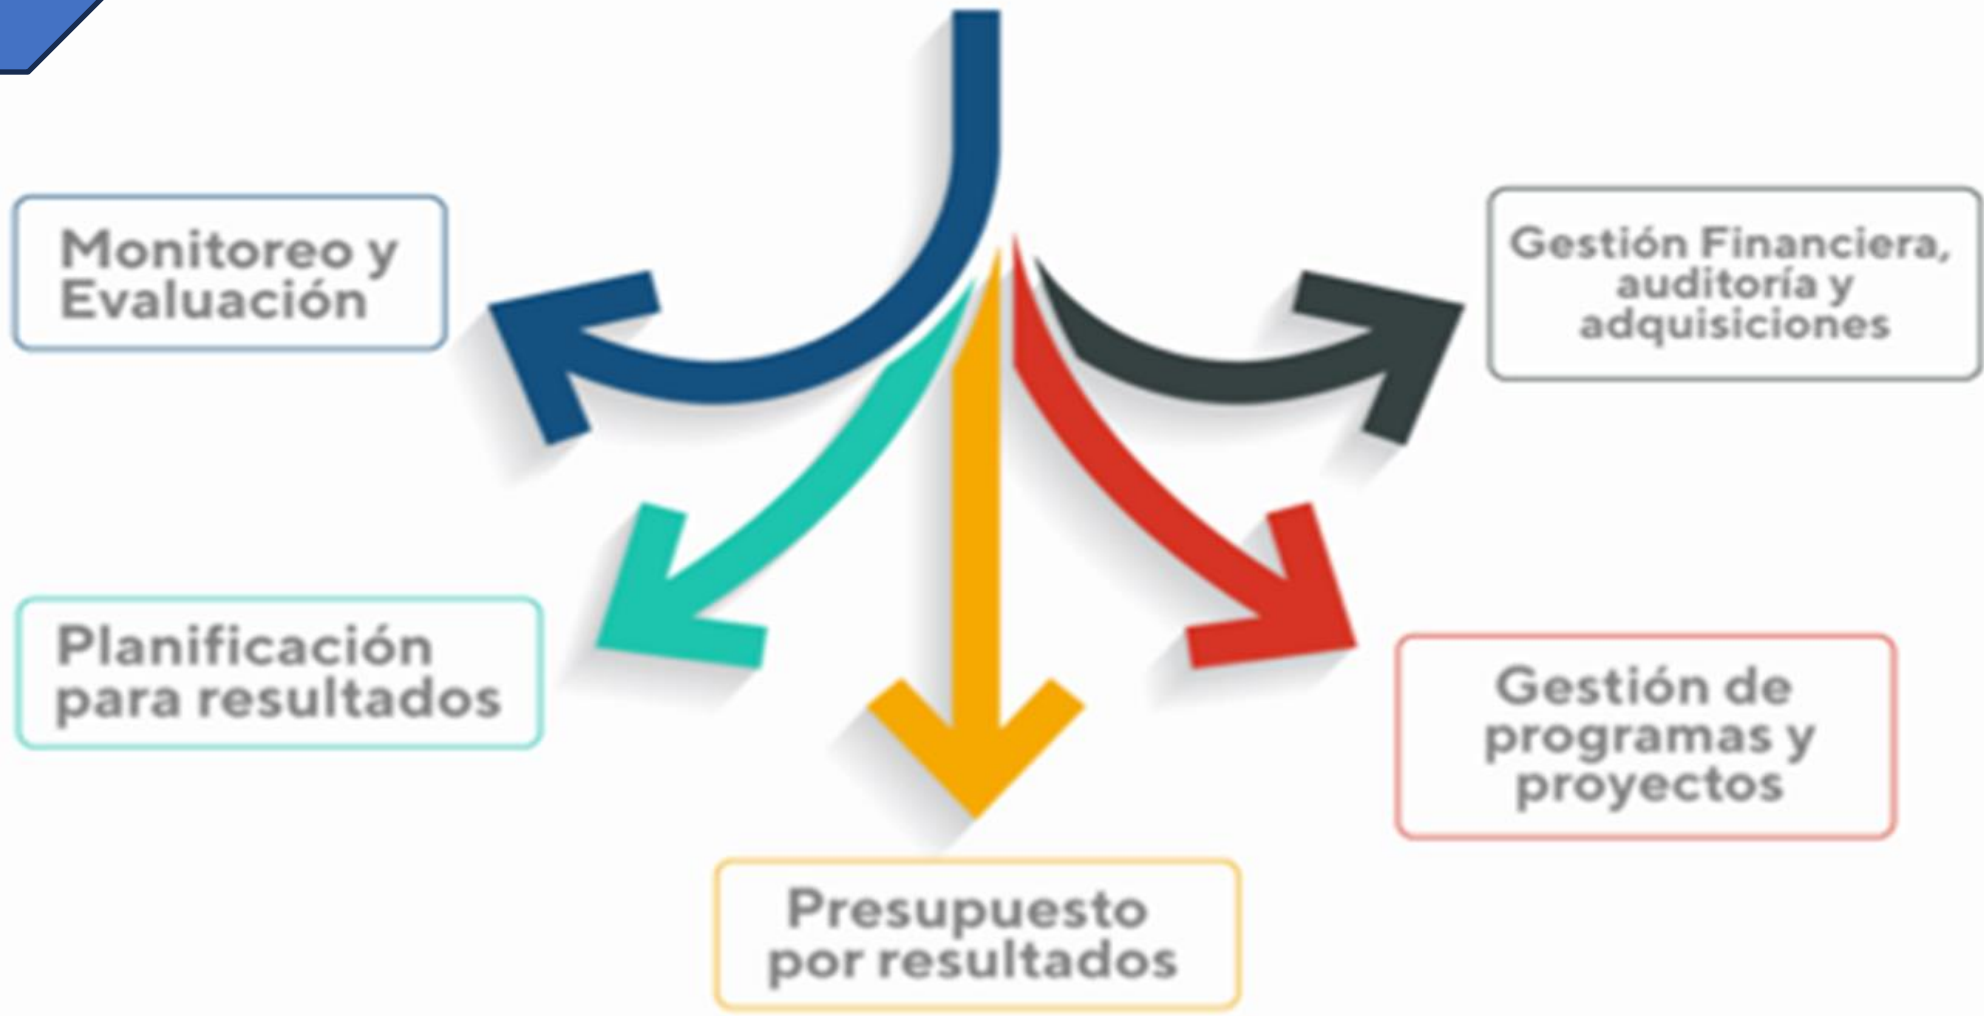 Monitoreo y
Evaluación
Gestión Financiera,
auditoría y
adquisiciones
Planificación
para resultados
Gestión de
programas y
proyectos
Presupuesto
por resultados